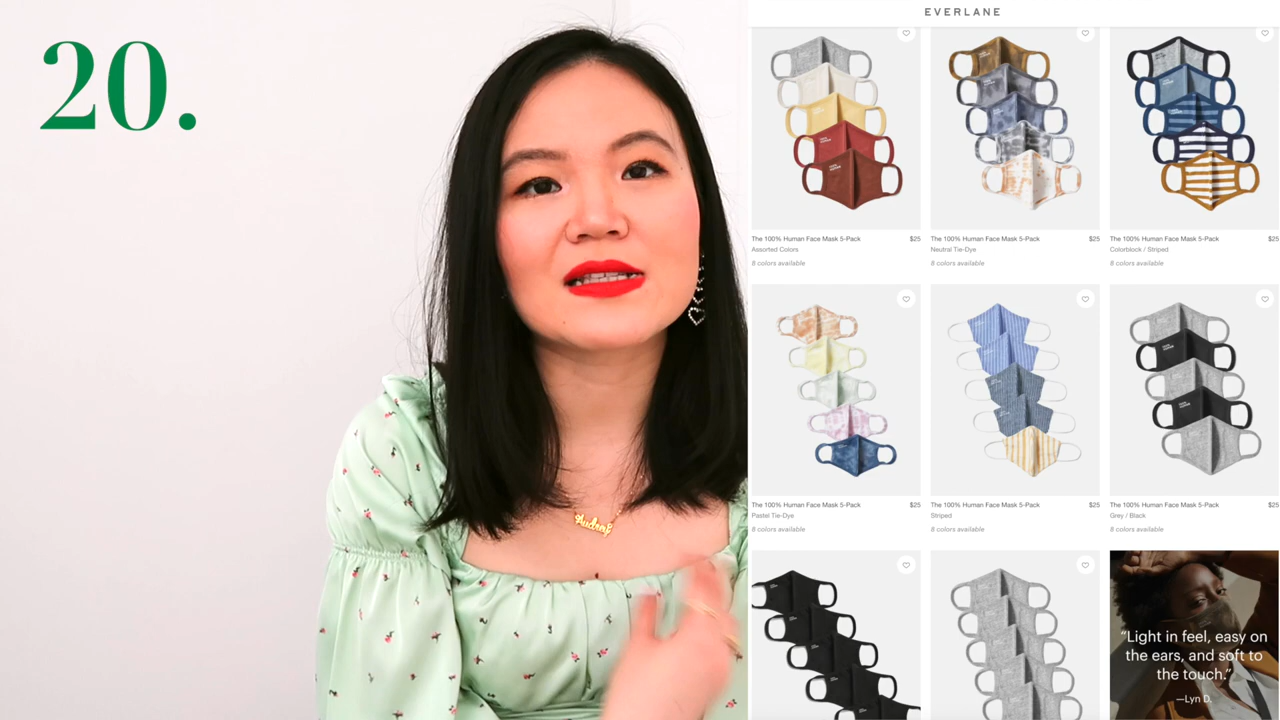 20.
EVERLANE
Audrey
The 100% Human Face Mask 5-Pack $25
Assorted Colors
8 colors available
The 100% Human Face Mask 5-Pack $25
Neutral Tie-Dye
8 colors available
The 100% Human Face Mask 5-Pack $25
Colorblock / Striped
8 colors available
The 100% Human Face Mask 5-Pack $25
Pastel Tie-Dye
8 colors available
The 100% Human Face Mask 5-Pack $25
Striped
8 colors available
The 100% Human Face Mask 5-Pack $25
Grey / Black
8 colors available
“Light in feel, easy on
the ears, and soft to
the touch.”
—Lyn D.